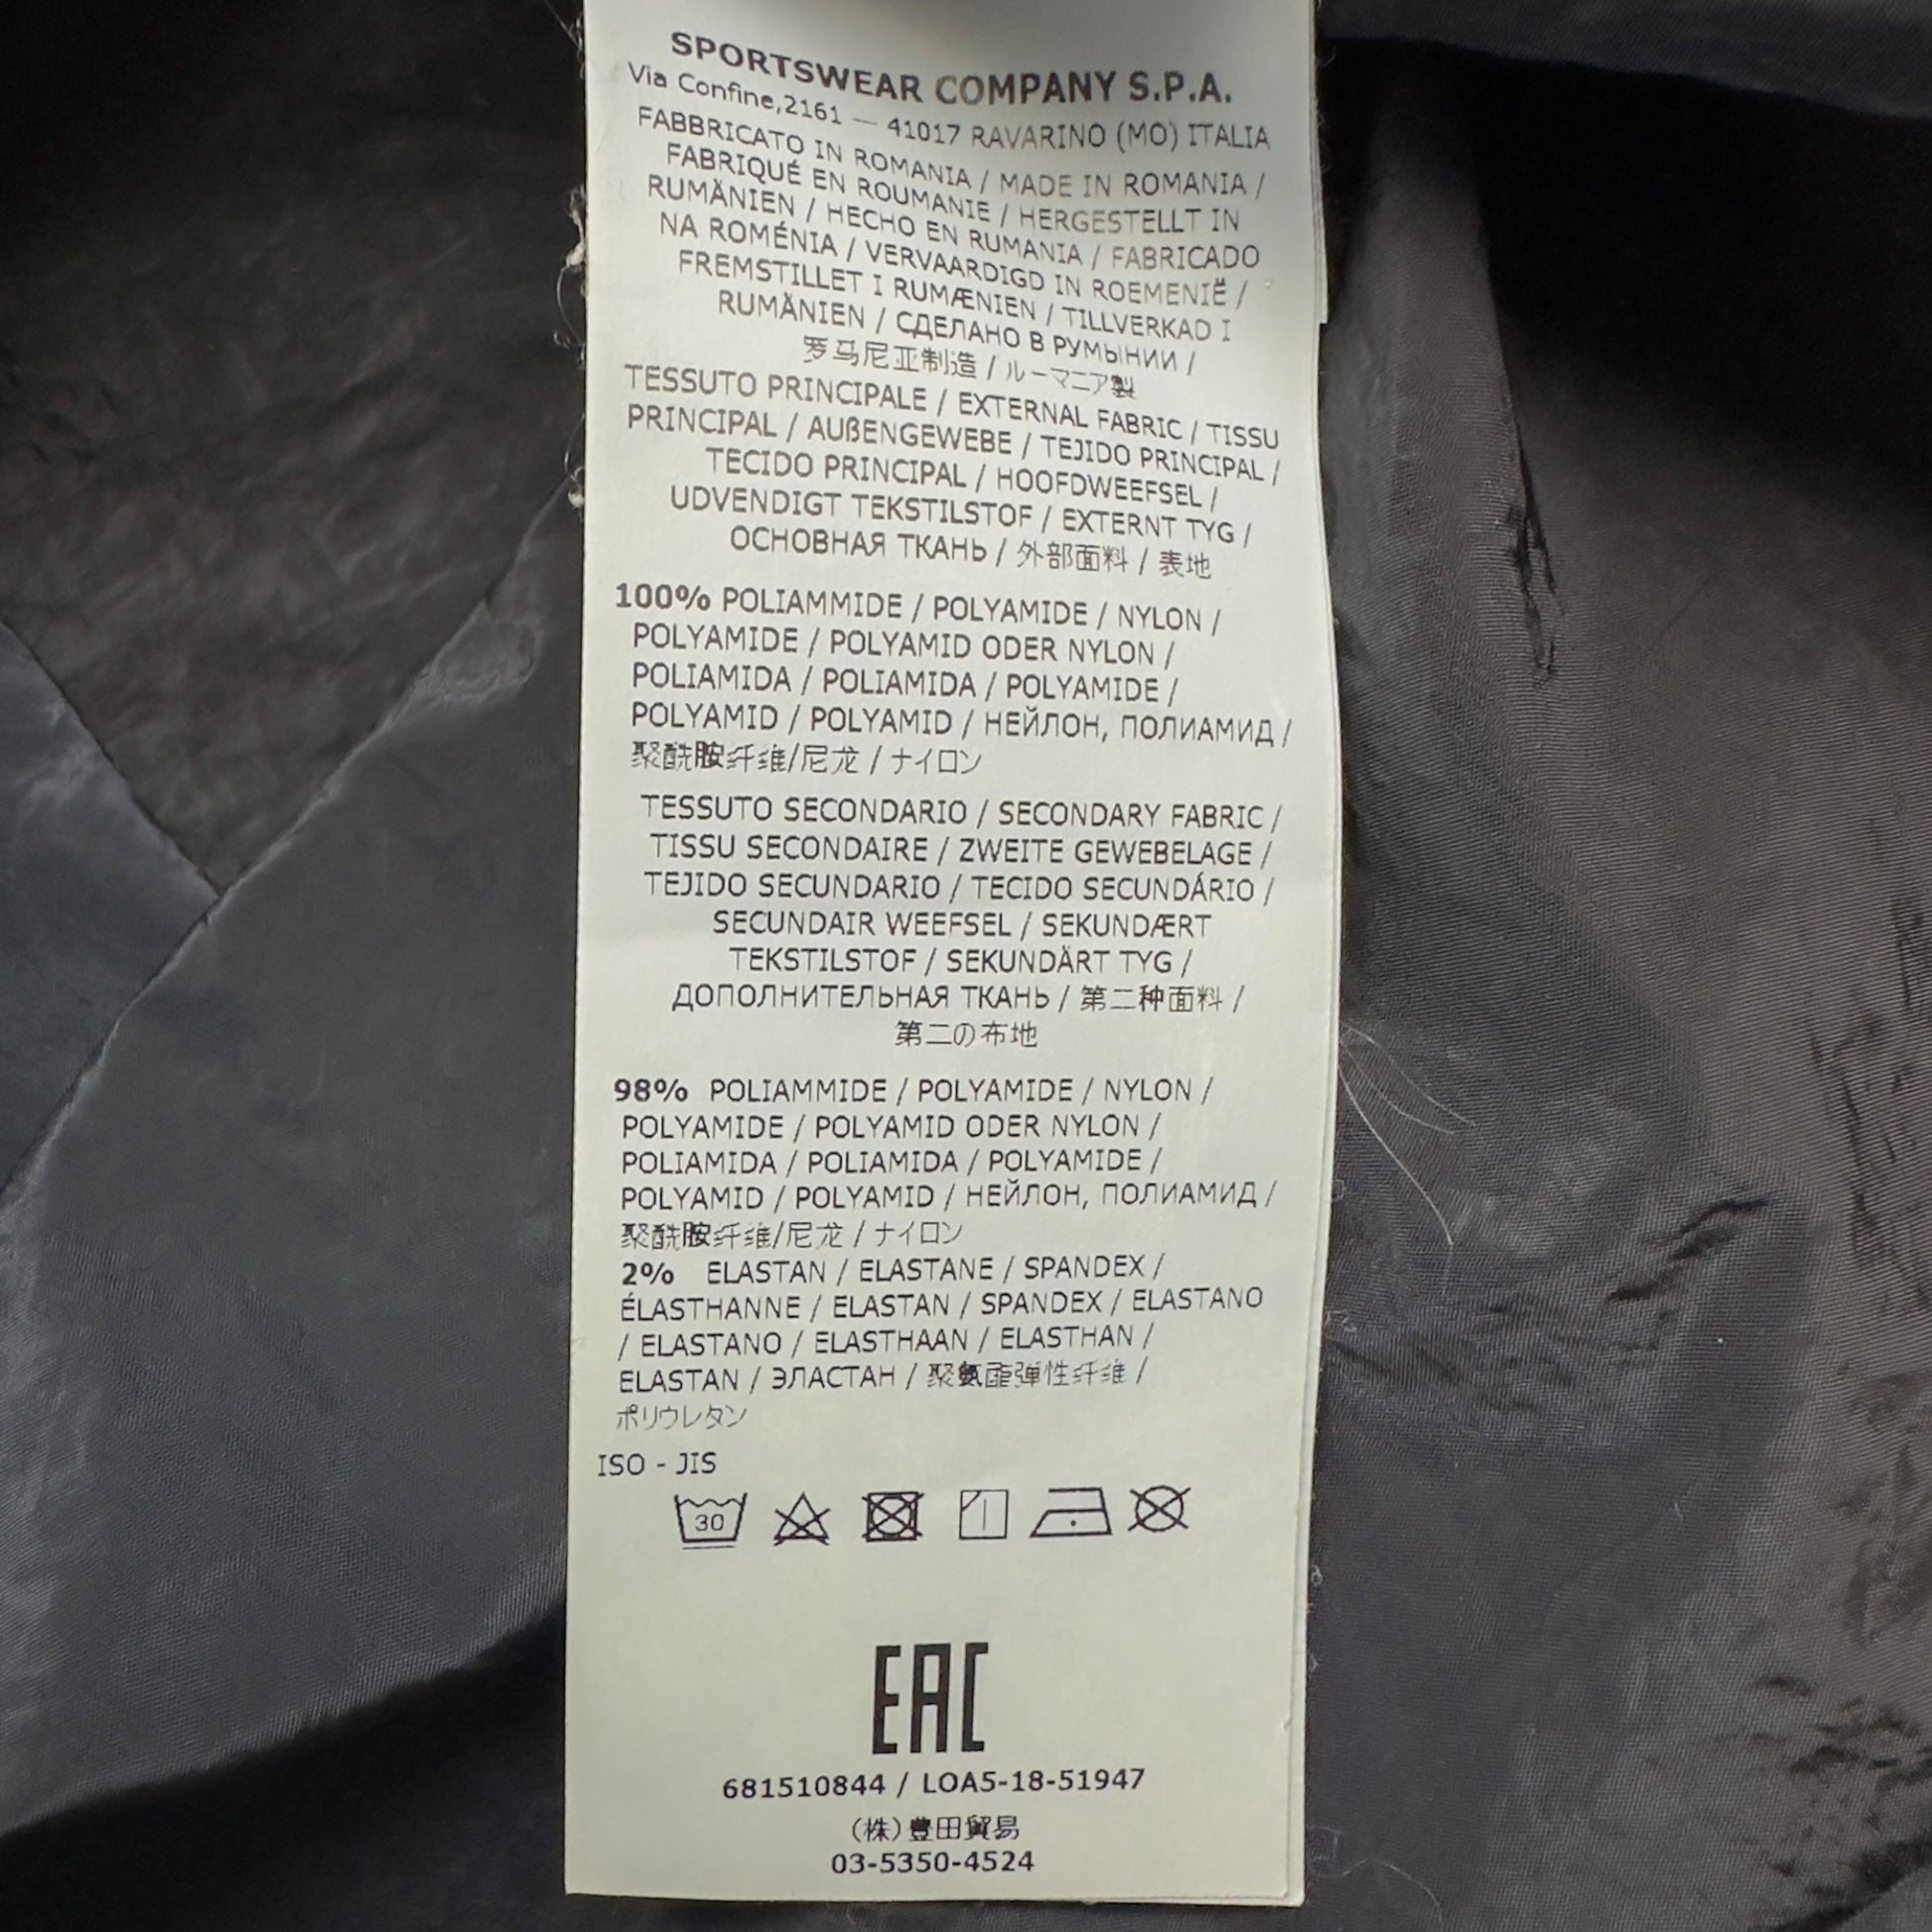 SPORTSWEAR COMPANY S.P.A.
Via Confine,2161 — 41017 RAVARINO (MO) ITALIA
FABBRICATO IN ROMANIA / MADE IN ROMANIA /
FABRIQUÉ EN ROUMANIE / HERGESTELLT IN
RUMÄNIEN / HECHO EN RUMANIA / FABRICADO
NA ROMÉNIA / VERVAARDIGD IN ROEMENIË /
FREMSTILLET I RUMÆNIEN / TILLVERKAD I
RUMÄNIEN / СДЕЛАНО В РУМЫНИИ /
罗马尼亚制造 / ルーマニア製
TESSUTO PRINCIPALE / EXTERNAL FABRIC / TISSU
PRINCIPAL / AUßENGEWEBE / TEJIDO PRINCIPAL /
TECIDO PRINCIPAL / HOOFDWEEFSEL /
UDVENDIGT TEKSTILSTOF / EXTERNT TYG /
ОСНОВНАЯ ТКАНЬ / 外部面料 / 表地
100% POLIAMMIDE / POLYAMIDE / NYLON /
POLYAMIDE / POLYAMID ODER NYLON /
POLIAMIDA / POLIAMIDA / POLYAMIDE /
POLYAMID / POLYAMID / НЕЙЛОН, ПОЛИАМИД /
聚酰胺纤维/尼龙 / ナイロン
TESSUTO SECONDARIO / SECONDARY FABRIC /
TISSU SECONDAIRE / ZWEITE GEWEBELAGE /
TEJIDO SECUNDARIO / TECIDO SECUNDÁRIO /
SECUNDAIR WEEFSEL / SEKUNDÆRT
TEKSTILSTOF / SEKUNDÄRT TYG /
ДОПОЛНИТЕЛЬНАЯ ТКАНЬ / 第二种面料 /
第二の布地
98% POLIAMMIDE / POLYAMIDE / NYLON /
POLYAMIDE / POLYAMID ODER NYLON /
POLIAMIDA / POLIAMIDA / POLYAMIDE /
POLYAMID / POLYAMID / НЕЙЛОН, ПОЛИАМИД /
聚酰胺纤维/尼龙 / ナイロン
2% ELASTAN / ELASTANE / SPANDEX /
ÉLASTHANNE / ELASTAN / SPANDEX / ELASTANO
/ ELASTANO / ELASTHAAN / ELASTHAN /
ELASTAN / ЭЛАСТАН / 聚氨酯弹性纤维 /
ポリウレタン
ISO - JIS
30
EAC
681510844 / LOA5-18-51947
(株)豊田貿易
03-5350-4524